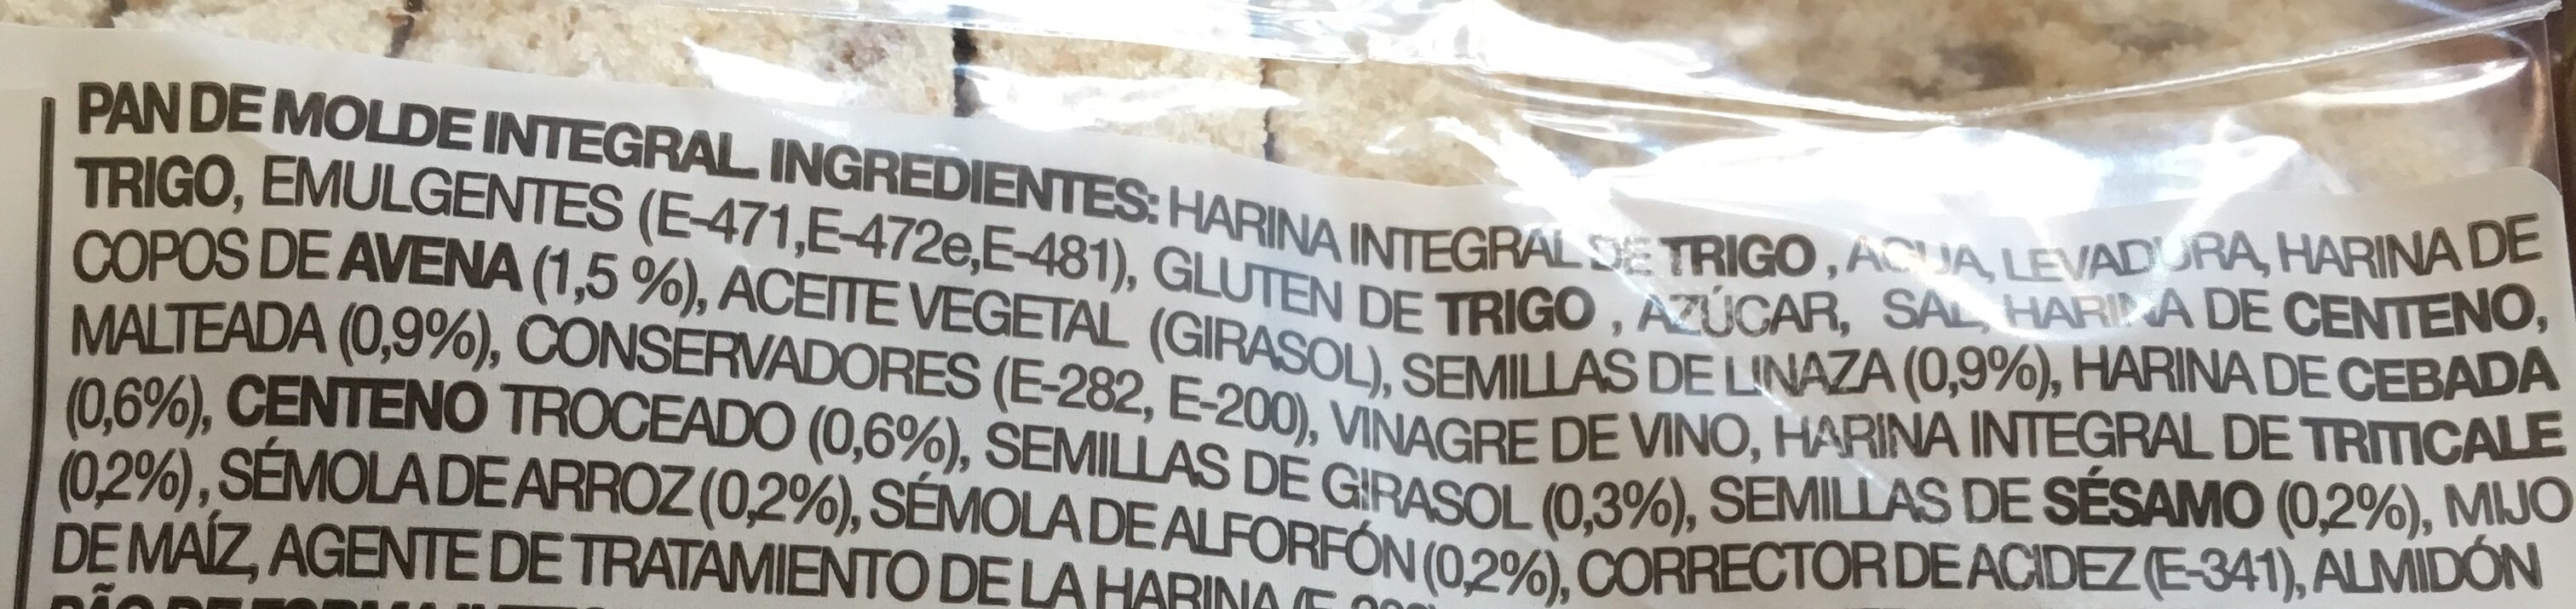 PAN DE MOLDE INTEGRAL. INGREDIENTES: HARINA INTEGRAL DE TRIGO, AGUA, LEVADURA, HARINA DE
TRIGO, EMULGENTES (E-471,E-472e,E-481), GLUTEN DE TRIGO, AZÚCAR, SAL, HARINA DE CENTENO,
COPOS DE AVENA (1,5 %), ACEITE VEGETAL (GIRASOL), SEMILLAS DE LINAZA (0,9%), HARINA DE CEBADA
MALTEADA (0,9%), CONSERVADORES (E-282, E-200), VINAGRE DE VINO, HARINA INTEGRAL DE TRITICALE
(0,6%), CENTENO TROCEADO (0,6%), SEMILLAS DE GIRASOL (0,3%), SEMILLAS DE SÉSAMO (0,2%), MIJO
(0,2%), SÉMOLA DE ARROZ (0,2%), SÉMOLA DE ALFORFÓN (0,2%), CORRECTOR DE ACIDEZ (E-341), ALMIDÓN
DE MAÍZ, AGENTE DE TRATAMIENTO DE LA HARINA
PÃO DE FORMA